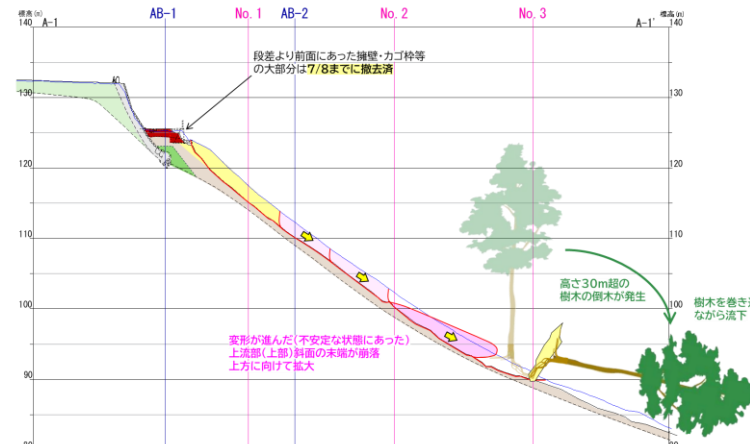 標高(m)
A-1
AB-1
No. 1
AB-2
No. 2
No. 3
A-1'
標高(m)
140
140
段差より前面にあった擁壁・カゴ枠等
の大部分は7/8までに撤去済
130
130
120
120
110
110
高さ30m超の
樹木の倒木が発生
樹木を巻き
ながら流下
100
100
変形が進んだ(不安定な状態にあった)
上流部(上部)斜面の末端が崩落
上方に向けて拡大
90
90